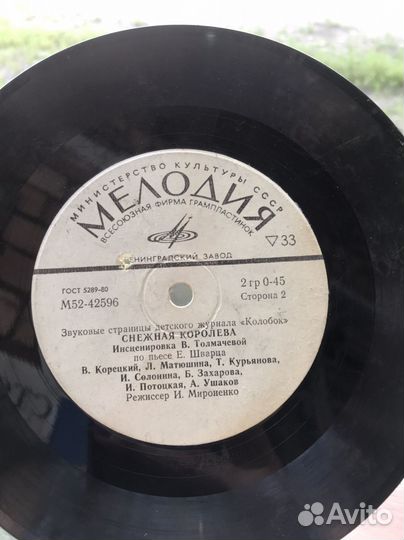 МИНИСТЕРСТВО КУЛЬТУРЫ СССР
МЕЛОДИЯ
ВСЕСОЮЗНАЯ ФИРМА ГРАМПЛАСТИНОК
▽33
ЛЕНИНГРАДСКИЙ ЗАВОД
ГОСТ 5289-80
2 гр 0-45
М52-42596
Сторона 2
Звуковые страницы детского журнала «Колобок»
СНЕЖНАЯ КОРОЛЕВА
Инсценировка В. Толмачевой
по пьесе Е. Шварца
В. Корецкий, Л. Матюшина, Т. Курьянова,
И. Солонина, Б. Захарова,
И. Потоцкая, А. Ушаков
Режиссер И. Мироненко
Avito